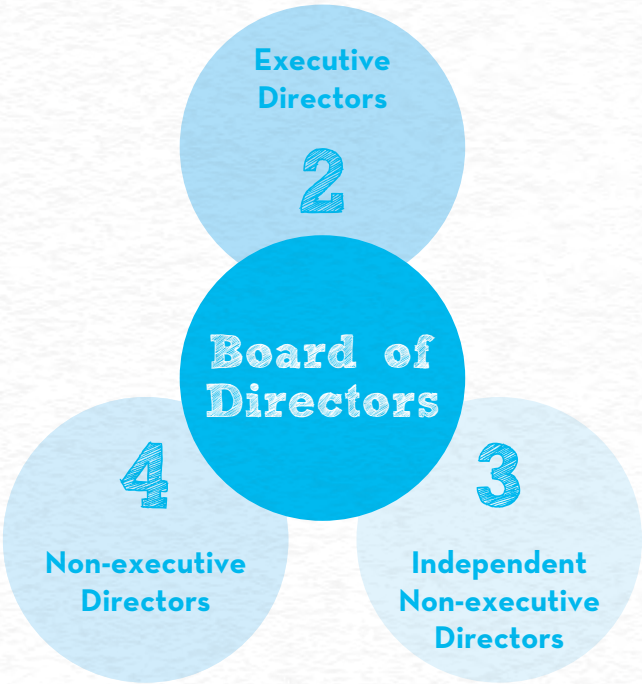 Executive
Directors
2
Board of
Directors
4
Non-executive
Directors
3
Independent
Non-executive
Directors